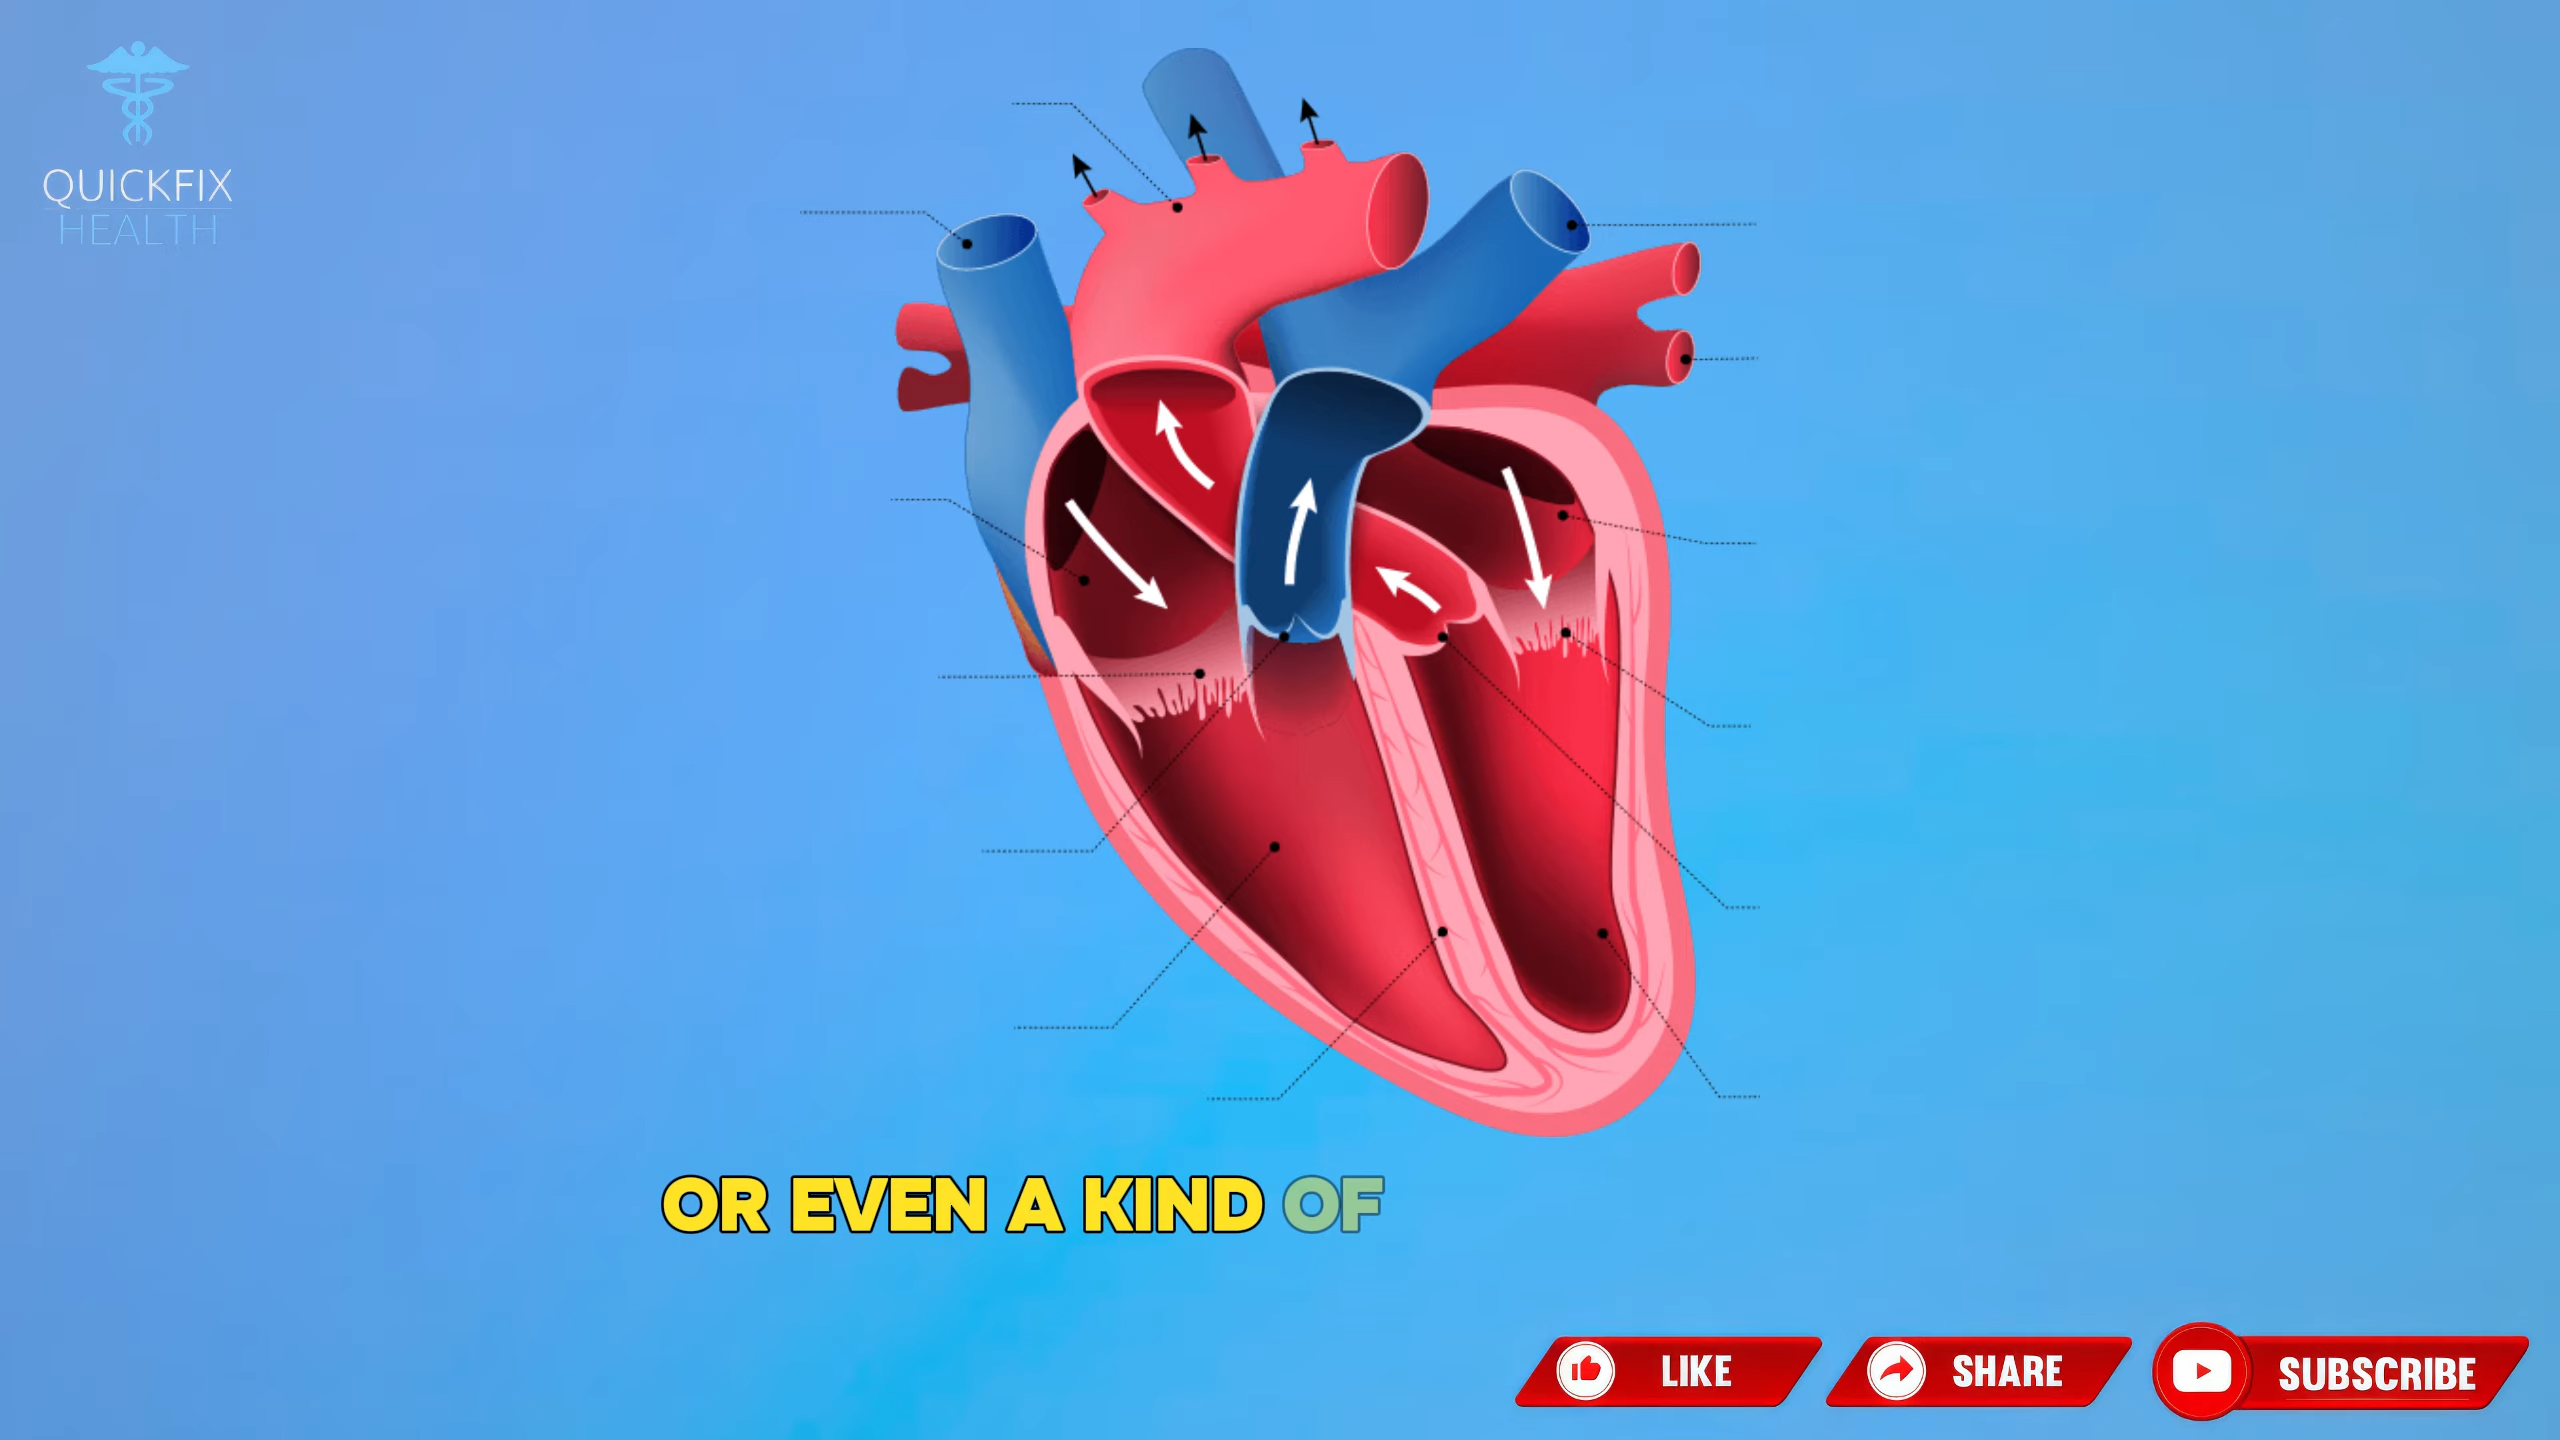 QUICKFIX
HEALTH
OR EVEN A KIND OF
LIKE
SHARE
SUBSCRIBE